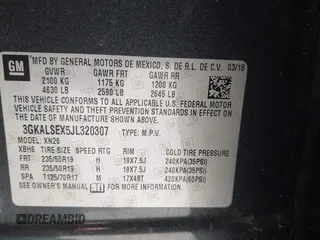 GM
MFD BY GENERAL MOTORS DE MEXICO, S. DE R.L. DE C.V. 03/18
GVWR GAWR FRT GAWR RR
2100 KG 1175 KG 1200 KG
4630 LB 2590 LB 2645 LB
THIS VEHICLE CONFORMS TO ALL APPLICABLE U.S. FEDERAL MOTOR
VEHICLE SAFETY, BUMPER, AND THEFT PREVENTION STANDARDS
IN EFFECT ON THE DATE OF MANUFACTURE SHOWN ABOVE.
3GKALSEX5JL320307 TYPE: M.P.V.
MODEL: XN26
XBH6 TIRE SIZE SPEED RTG RIM COLD TIRE PRESSURE
FRT 235/50R19 H 19X7.5J 240KPA(35PSI)
RR 235/50R19 H 19X7.5J 240KPA(35PSI)
SPA T125/70R17 M 17X4BT 420KPA(60PSI)
SEE OWNER'S MANUAL FOR MORE INFORMATION.
DREAMBID